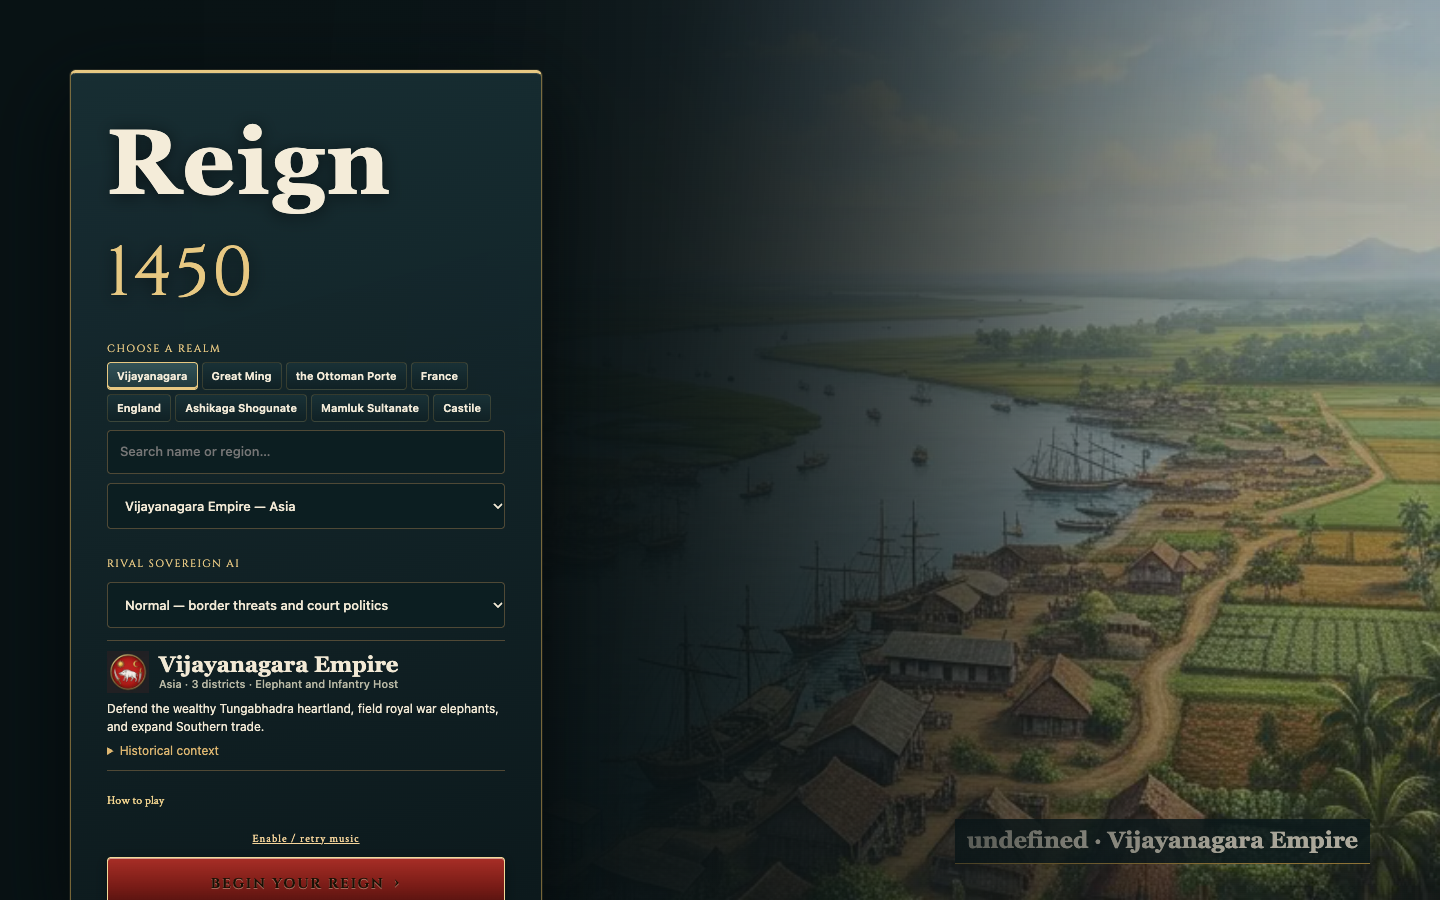 Reign
1450
CHOOSE A REALM
Vijayanagara Great Ming the Ottoman Porte France
England Ashikaga Shogunate Mamluk Sultanate Castile
Search name or region...
Vijayanagara Empire — Asia
RIVAL SOVEREIGN AI
Normal — border threats and court politics
Vijayanagara Empire
Asia · 3 districts · Elephant and Infantry Host
Defend the wealthy Tungabhadra heartland, field royal war elephants,
and expand Southern trade.
Historical context
How to play
Enable / retry music
BEGIN YOUR REIGN ›
undefined · Vijayanagara Empire